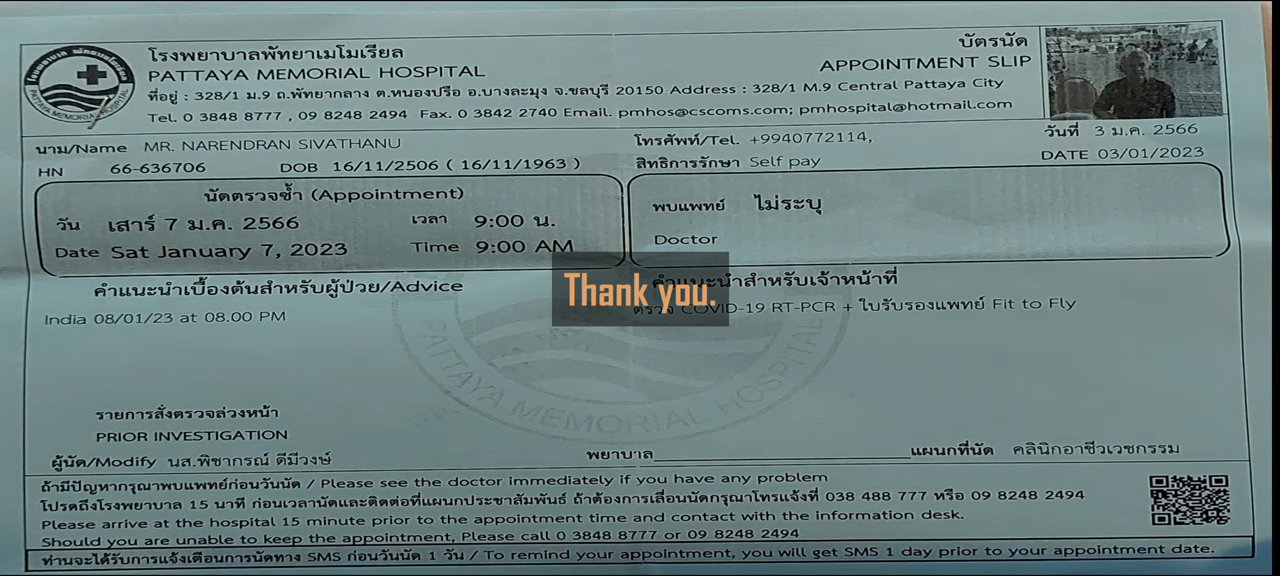 โรงพยาบาลพัทยาเมโมเรียล
PATTAYA MEMORIAL HOSPITAL
ที่อยู่ : 328/1 ม.9 ถ.พัทยากลาง ต.หนองปรือ อ.บางละมุง จ.ชลบุรี 20150 Address : 328/1 M.9 Central Pattaya City
Tel. 0 3848 8777 , 09 8248 2494 Fax. 0 3842 2740 Email. pmhos@cscoms.com; pmhospital@hotmail.com
บัตรนัด
APPOINTMENT SLIP
นาม/Name MR. NARENDRAN SIVATHANU โทรศัพท์/Tel. +9940772114, วันที่ 3 ม.ค. 2566
HN 66-636706 DOB 16/11/2506 ( 16/11/1963 ) สิทธิการรักษา Self pay DATE 03/01/2023
นัดตรวจซ้ำ (Appointment)
วัน เสาร์ 7 ม.ค. 2566 เวลา 9:00 น.
Date Sat January 7, 2023 Time 9:00 AM
พบแพทย์ ไม่ระบุ
Doctor
คำแนะนำเบื้องต้นสำหรับผู้ป่วย/Advice
India 08/01/23 at 08.00 PM
คำแนะนำสำหรับเจ้าหน้าที่
ตรวจ COVID-19 RT-PCR + ใบรับรองแพทย์ Fit to Fly
Thank you.
PATTAYA MEMORIAL HOSPITAL
รายการสั่งตรวจล่วงหน้า
PRIOR INVESTIGATION
ผู้นัด/Modify นส.พิชากรณ์ ดีมีวงษ์ พยาบาล แผนกที่นัด คลินิกอาชีวเวชกรรม
ถ้ามีปัญหากรุณาพบแพทย์ก่อนวันนัด / Please see the doctor immediately if you have any problem
โปรดถึงโรงพยาบาล 15 นาที ก่อนเวลานัดและติดต่อที่แผนกประชาสัมพันธ์ ถ้าต้องการเลื่อนนัดกรุณาโทรแจ้งที่ 038 488 777 หรือ 09 8248 2494
Please arrive at the hospital 15 minute prior to the appointment time and contact with the information desk.
Should you are unable to keep the appointment, Please call 0 3848 8777 or 09 8248 2494
ท่านจะได้รับการแจ้งเตือนการนัดทาง SMS ก่อนวันนัด 1 วัน / To remind your appointment, you will get SMS 1 day prior to your appointment date.